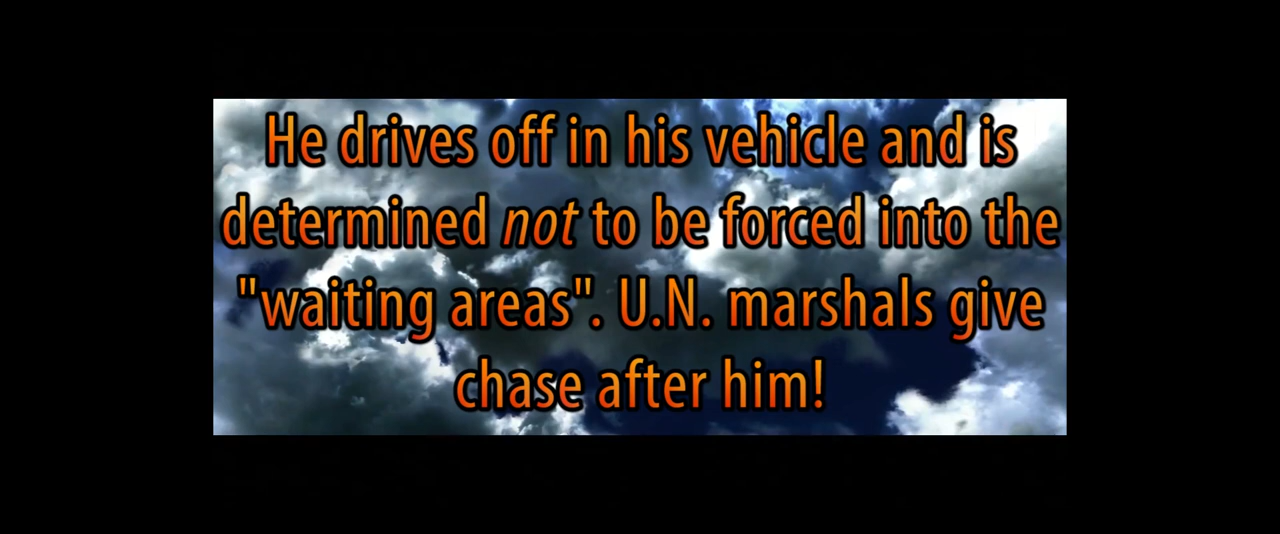 He drives off in his vehicle and is
determined not to be forced into the
"waiting areas". U.N. marshals give
chase after him!